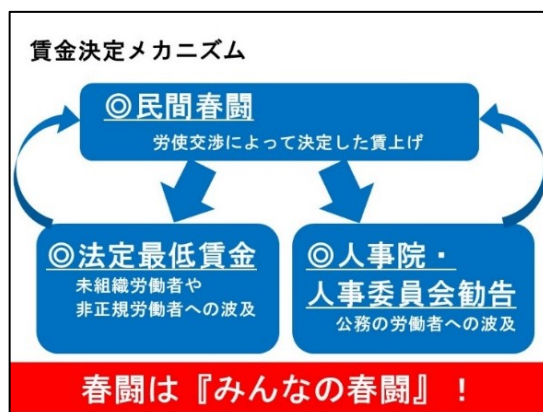 賃金決定メカニズム
◎民間春闘
労使交渉によって決定した賃上げ
◎法定最低賃金
未組織労働者や
非正規労働者への波及
◎人事院・
人事委員会勧告
公務の労働者への波及
春闘は『みんなの春闘』！